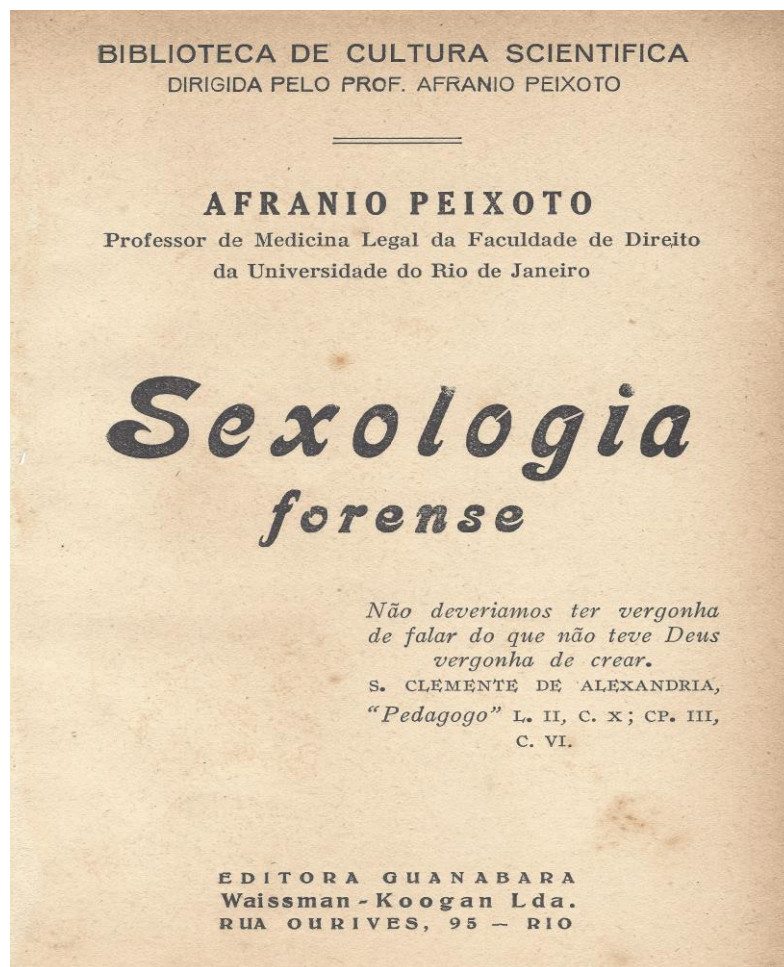 BIBLIOTECA DE CULTURA SCIENTIFICA
DIRIGIDA PELO PROF. AFRANIO PEIXOTO
AFRANIO PEIXOTO
Professor de Medicina Legal da Faculdade de Direito
da Universidade do Rio de Janeiro
Sexologia
forense
Não deveriamos ter vergonha
de falar do que não teve Deus
vergonha de crear.
S. CLEMENTE DE ALEXANDRIA,
“Pedagogo” L. II, C. X; CP. III,
C. VI.
EDITORA GUANABARA
Waissman-Koogan Lda.
RUA OURIVES, 95 — RIO